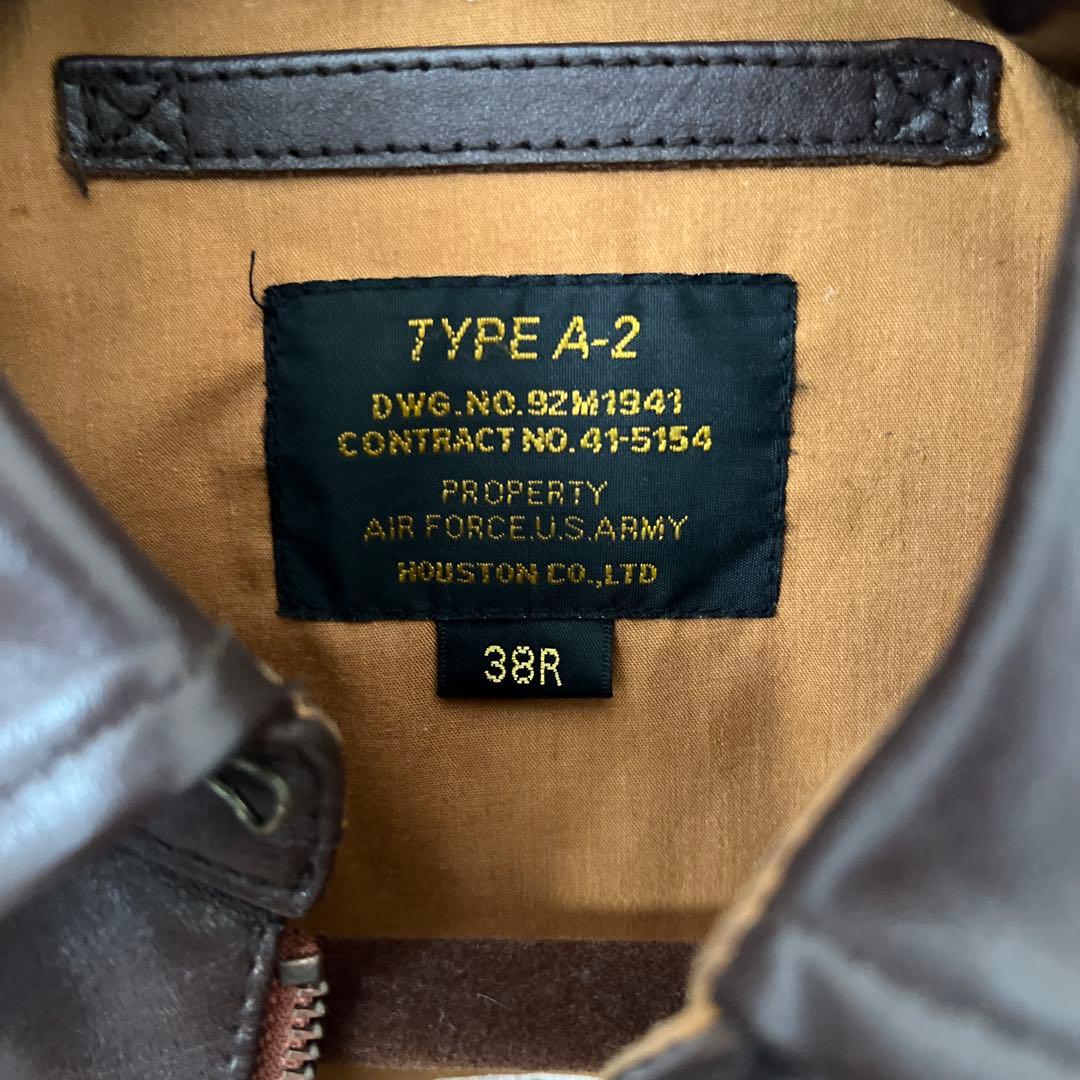 TYPE A-2
DWG.NO.92M1941
CONTRACT NO.41-5154
PROPERTY
AIR FORCE.U.S.ARMY
HOUSTON CO.,LTD
38R